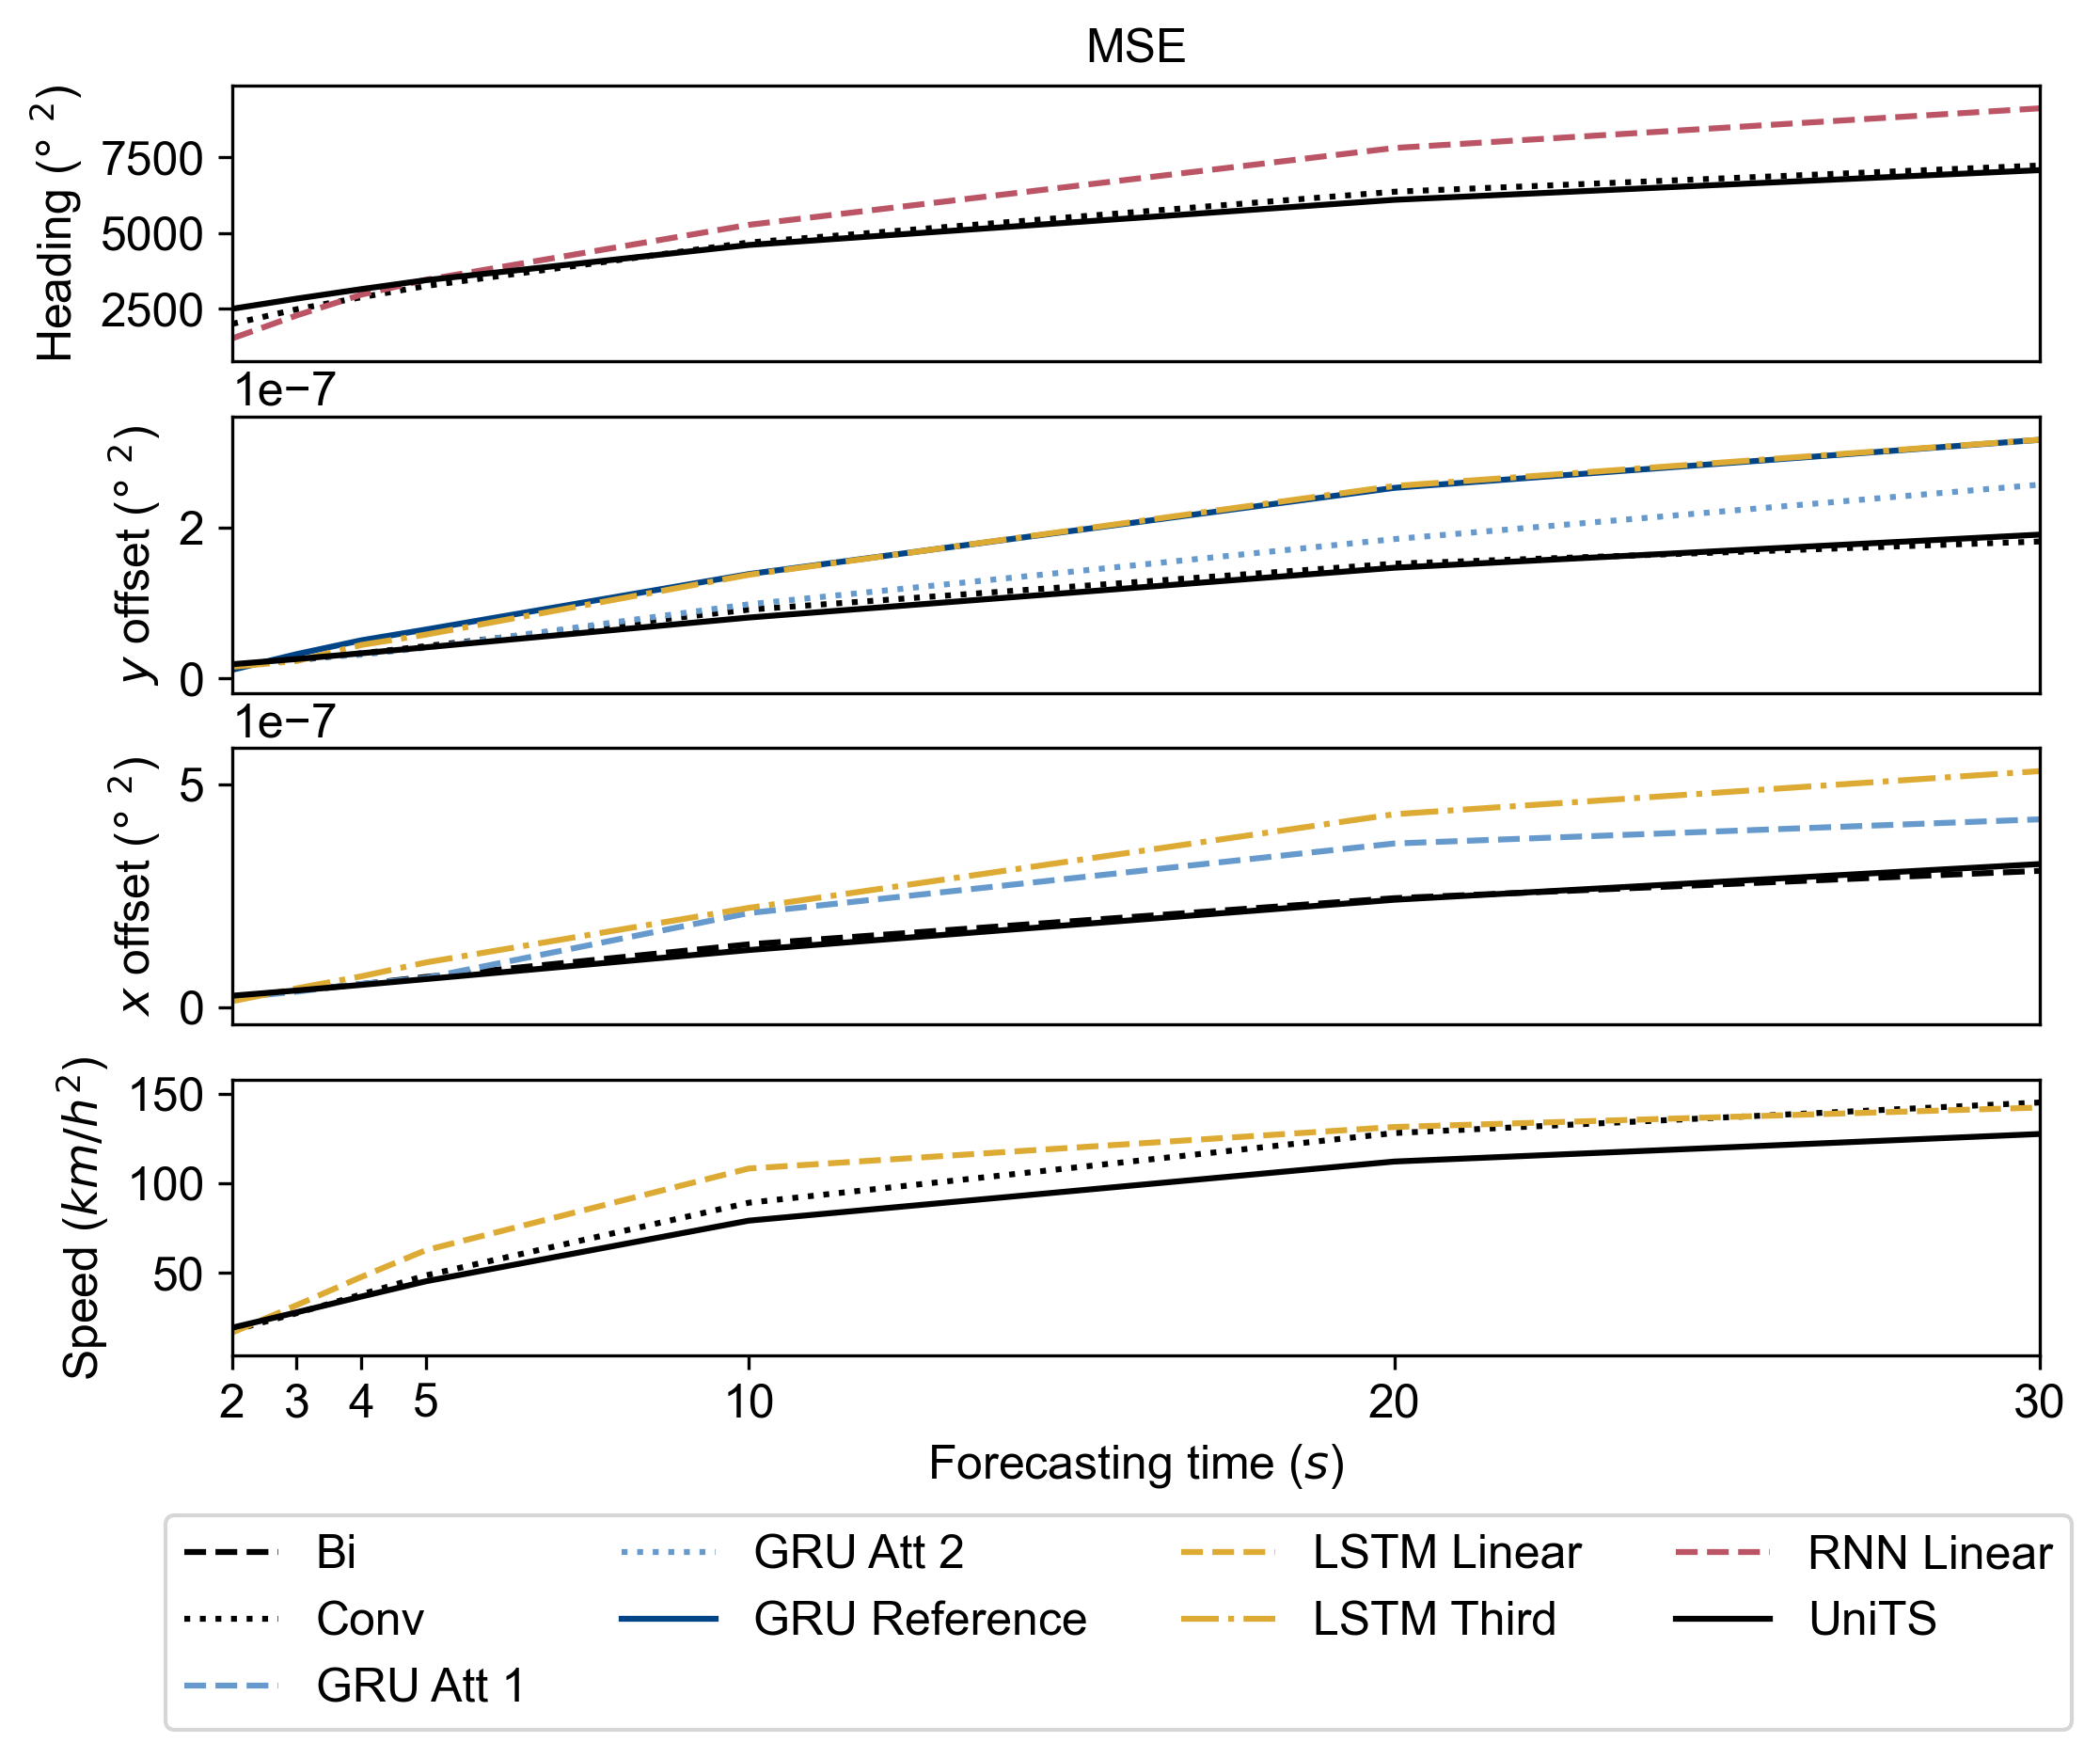 MSE
Heading (° ²)
7500
5000
2500
1e−7
y offset (° ²)
2
0
1e−7
x offset (° ²)
5
0
Speed (km/h²)
150
100
50
2 3 4 5 10 20 30
Forecasting time (s)
Bi GRU Att 2 LSTM Linear RNN Linear
Conv GRU Reference LSTM Third UniTS
GRU Att 1